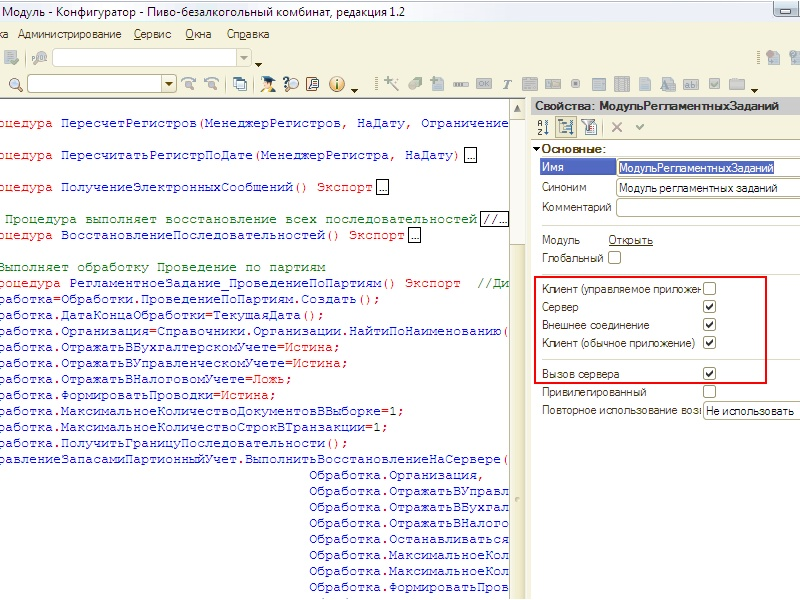 Модуль - Конфигуратор - Пиво-безалкогольный комбинат, редакция 1.2
ка Администрирование Сервис Окна Справка
оцедура ПересчетРегистров(МенеджерРегистров, НаДату, Ограничение
оцедура ПересчитатьРегистрПоДате(МенеджерРегистра, НаДату) ...
оцедура ПолучениеЭлектронныхСообщений() Экспорт ...
Процедура выполняет восстановление всех последовательностей //...
оцедура ВосстановлениеПоследовательностей() Экспорт ...
Выполняет обработку Проведение по партиям
роцедура РегламентноеЗадание_ПроведениеПоПартиям() Экспорт //Ди
работка=Обработки.ПроведениеПоПартиям.Создать();
работка.ДатаКонцаОбработки=ТекущаяДата();
работка.Организация=Справочники.Организации.НайтиПоНаименованию(
работка.ОтражатьВБухгалтерскомУчете=Истина;
работка.ОтражатьВУправленческомУчете=Истина;
работка.ОтражатьВНалоговомУчете=Ложь;
работка.ФормироватьПроводки=Истина;
работка.МаксимальноеКоличествоДокументовВВыборке=1;
работка.МаксимальноеКоличествоСтрокВТранзакции=1;
работка.ПолучитьГраницуПоследовательности();
равлениеЗапасамиПартионныйУчет.ВыполнитьВосстановлениеНаСервере(
Обработка.Организация,
Обработка.ОтражатьВУправл
Обработка.ОтражатьВБухгал
Обработка.ОтражатьВНалого
Обработка.Останавливаться
Обработка.МаксимальноеКол
Обработка.МаксимальноеКол
Обработка.ФормироватьПров
Свойства: МодульРегламентныхЗаданий
Основные:
Имя МодульРегламентныхЗаданий
Синоним Модуль регламентных заданий
Комментарий
Модуль Открыть
Глобальный
Клиент (управляемое приложен
Сервер
Внешнее соединение
Клиент (обычное приложение)
Вызов сервера
Привилегированный
Повторное использование возв Не использовать